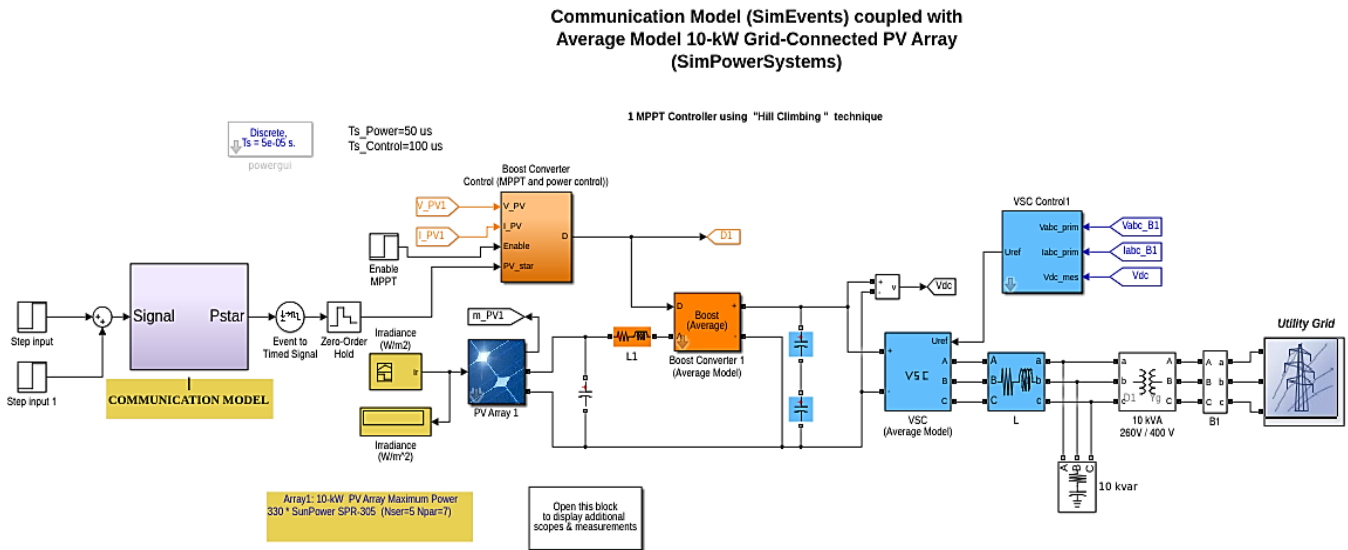 Communication Model (SimEvents) coupled with
Average Model 10-kW Grid-Connected PV Array
(SimPowerSystems)
1 MPPT Controller using "Hill Climbing " technique
Discrete,
Ts = 5e-05 s.
powergui
Ts_Power=50 us
Ts_Control=100 us
Boost Converter
Control (MPPT and power control))
V_PV1
I_PV1
V_PV
I_PV
Enable
PV_star
D
D1
Enable
MPPT
VSC Control1
Uref
Vabc_prim
Iabc_prim
Vdc_mes
Vabc_B1
Iabc_B1
Vdc
Step input
Step input 1
Signal
Pstar
COMMUNICATION MODEL
Event to
Timed Signal
Zero-Order
Hold
Irradiance
(W/m2)
Ir
Irradiance
(W/m^2)
m_PV1
PV Array 1
L1
D
Boost
(Average)
+
-
Boost Converter 1
(Average Model)
+
-
v
Vdc
+
-
Uref
VSC
A
B
C
VSC
(Average Model)
A
B
C
a
b
c
L
A
B
C
10 kvar
a
b
c
A
B
C
D1
Yg
10 kVA
260V / 400 V
A
B
C
a
b
c
B1
Utility Grid
Array1: 10-kW PV Array Maximum Power
330 * SunPower SPR-305 (Nser=5 Npar=7)
Open this block
to display additional
scopes & measurements